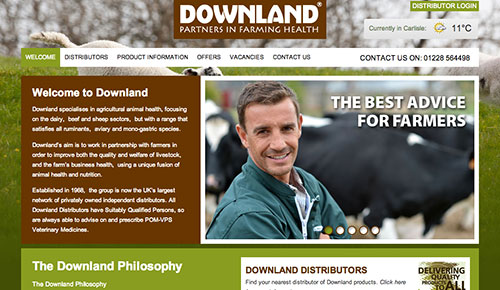 DISTRIBUTOR LOGIN
DOWNLAND®
PARTNERS IN FARMING HEALTH
Currently in Carlisle: 11°C
WELCOME DISTRIBUTORS PRODUCT INFORMATION OFFERS VACANCIES CONTACT US CONTACT US ON: 01228 564498
Welcome to Downland
Downland specialises in agricultural animal health, focusing
on the dairy, beef and sheep sectors, but with a range that
satisfies all ruminants, aviary and mono-gastric species.
Downland's aim is to work in partnership with farmers in
order to improve both the quality and welfare of livestock,
and the farm's business health, using a unique fusion of
animal health and nutrition.
Established in 1968, the group is now the UK's largest
network of privately owned independent distributors. All
Downland Distributors have Suitably Qualified Persons, so
are always able to advise on and prescribe POM-VPS
Veterinary Medicines.
THE BEST ADVICE
FOR FARMERS
The Downland Philosophy
The Downland Philosophy
DOWNLAND DISTRIBUTORS
Find your nearest distributor of Downland products. Click here
DELIVERING
QUALITY
PRODUCTS
TO ALL